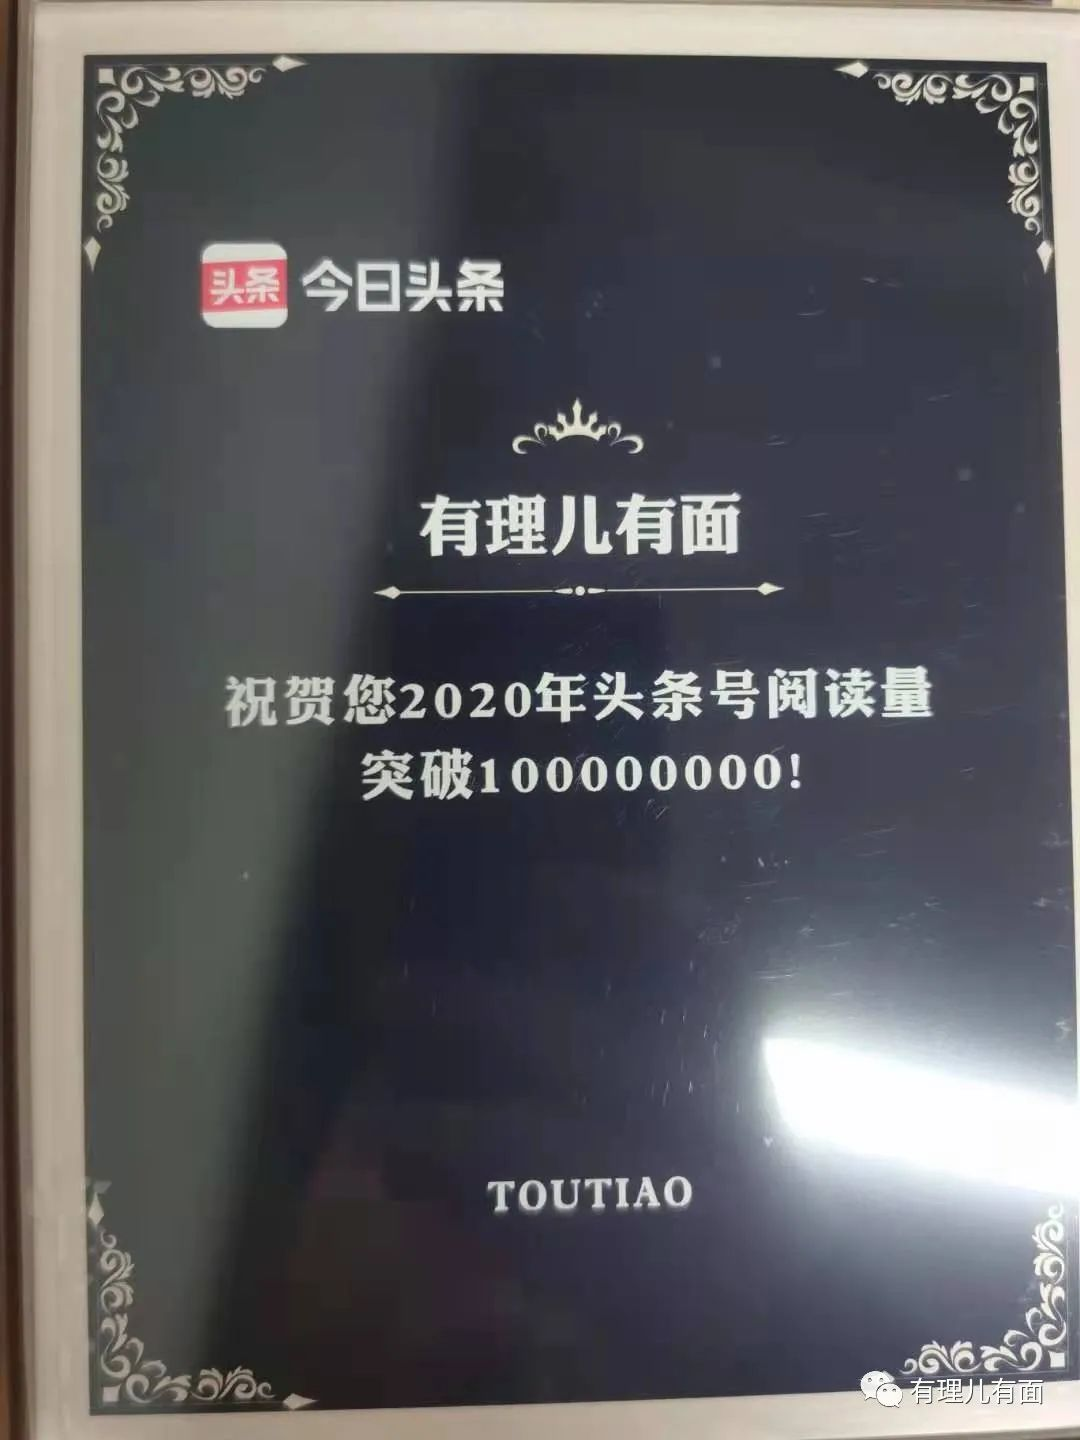 头条 今日头条
有理儿有面
祝贺您2020年头条号阅读量
突破100000000!
TOUTIAO
有理儿有面